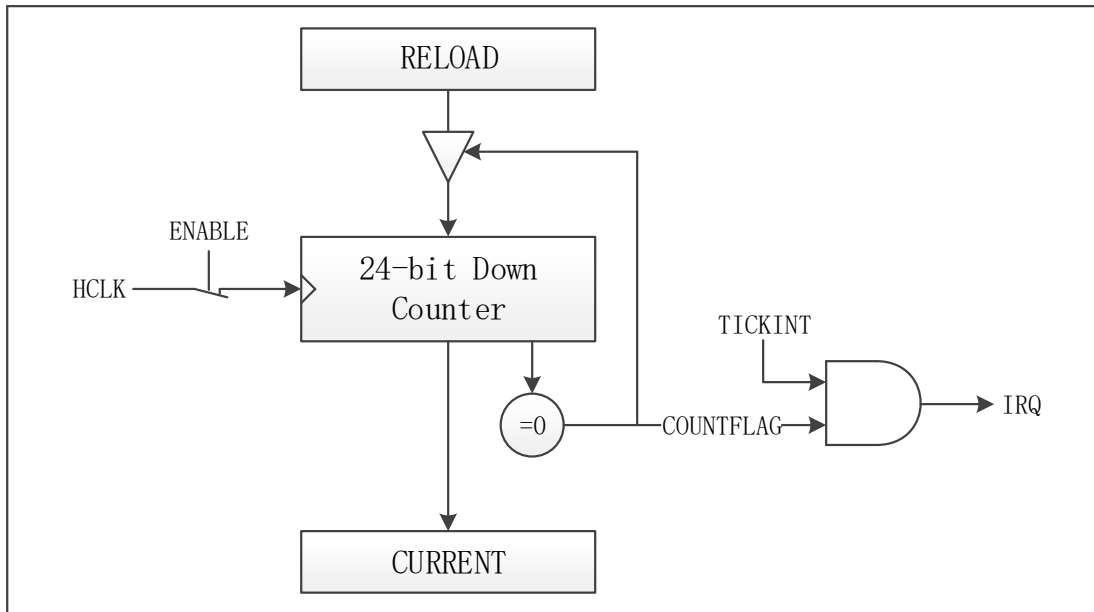 RELOAD
ENABLE
HCLK
24-bit Down
Counter
TICKINT
=0
COUNTFLAG
IRQ
CURRENT